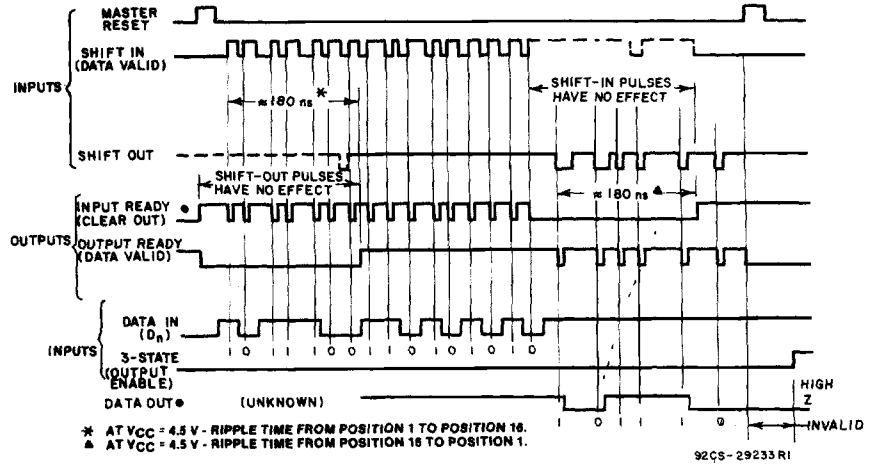 MASTER
RESET
SHIFT IN
(DATA VALID)
INPUTS
≈180 ns *
SHIFT-IN PULSES
HAVE NO EFFECT
SHIFT OUT
SHIFT-OUT PULSES
HAVE NO EFFECT
≈180 ns ▲
INPUT READY
(CLEAR OUT)
OUTPUTS
OUTPUT READY
(DATA VALID)
DATA IN
(Dn)
INPUTS
1 0 1 1 0 0 1 1 0 1 0 1 0 1 0
3-STATE
(OUTPUT
ENABLE)
HIGH
Z
DATA OUT ●
(UNKNOWN)
1 0 1 1 1 0
INVALID
* AT VCC = 4.5 V - RIPPLE TIME FROM POSITION 1 TO POSITION 16.
▲ AT VCC = 4.5 V - RIPPLE TIME FROM POSITION 16 TO POSITION 1.
92CS-29233 R1